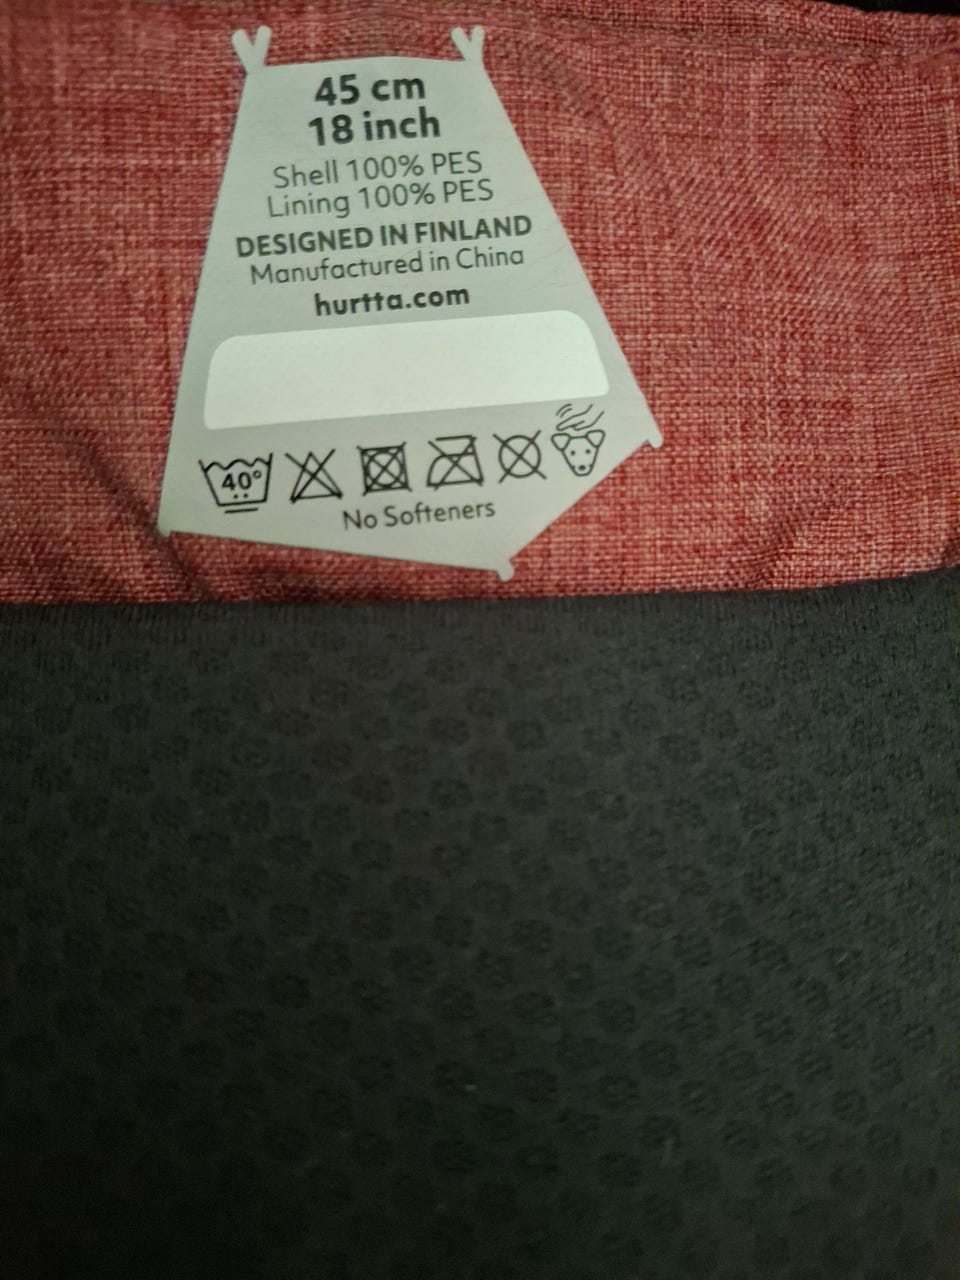 45 cm
18 inch
Shell 100% PES
Lining 100% PES
DESIGNED IN FINLAND
Manufactured in China
hurtta.com
40°
No Softeners